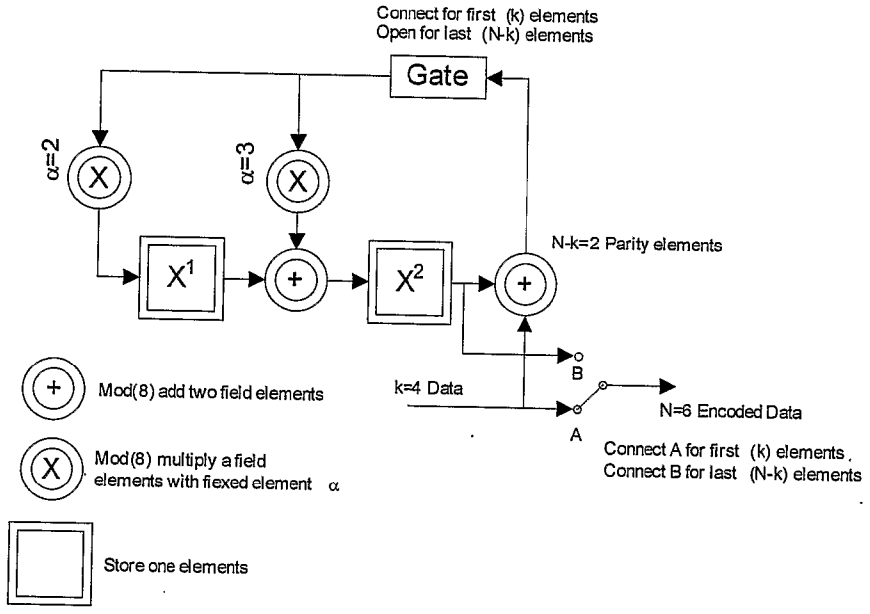 Connect for first (k) elements
Open for last (N-k) elements
Gate
α=2
X
α=3
X
N-k=2 Parity elements
X¹
+
X²
+
B
k=4 Data
N=6 Encoded Data
A
+
Mod(8) add two field elements
Connect A for first (k) elements.
Connect B for last (N-k) elements
X
Mod(8) multiply a field
elements with fiexed element α
Store one elements